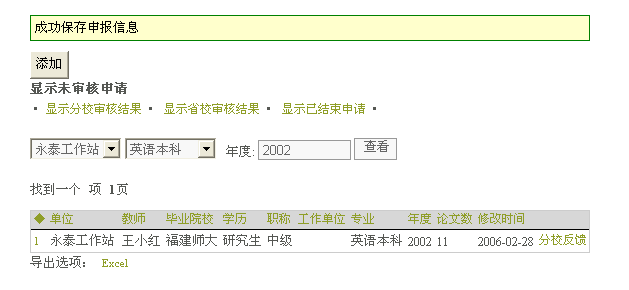 成功保存申报信息
添加
显示未审核申请
▪ 显示分校审核结果 ▪ 显示省校审核结果 ▪ 显示已结束申请 ▪
永泰工作站 英语本科 年度: 2002 查看
找到一个 项 1页
◆ 单位 教师 毕业院校 学历 职称 工作单位 专业 年度 论文数 修改时间
1 永泰工作站 王小红 福建师大 研究生 中级 英语本科 2002 11 2006-02-28 分校反馈
导出选项: Excel